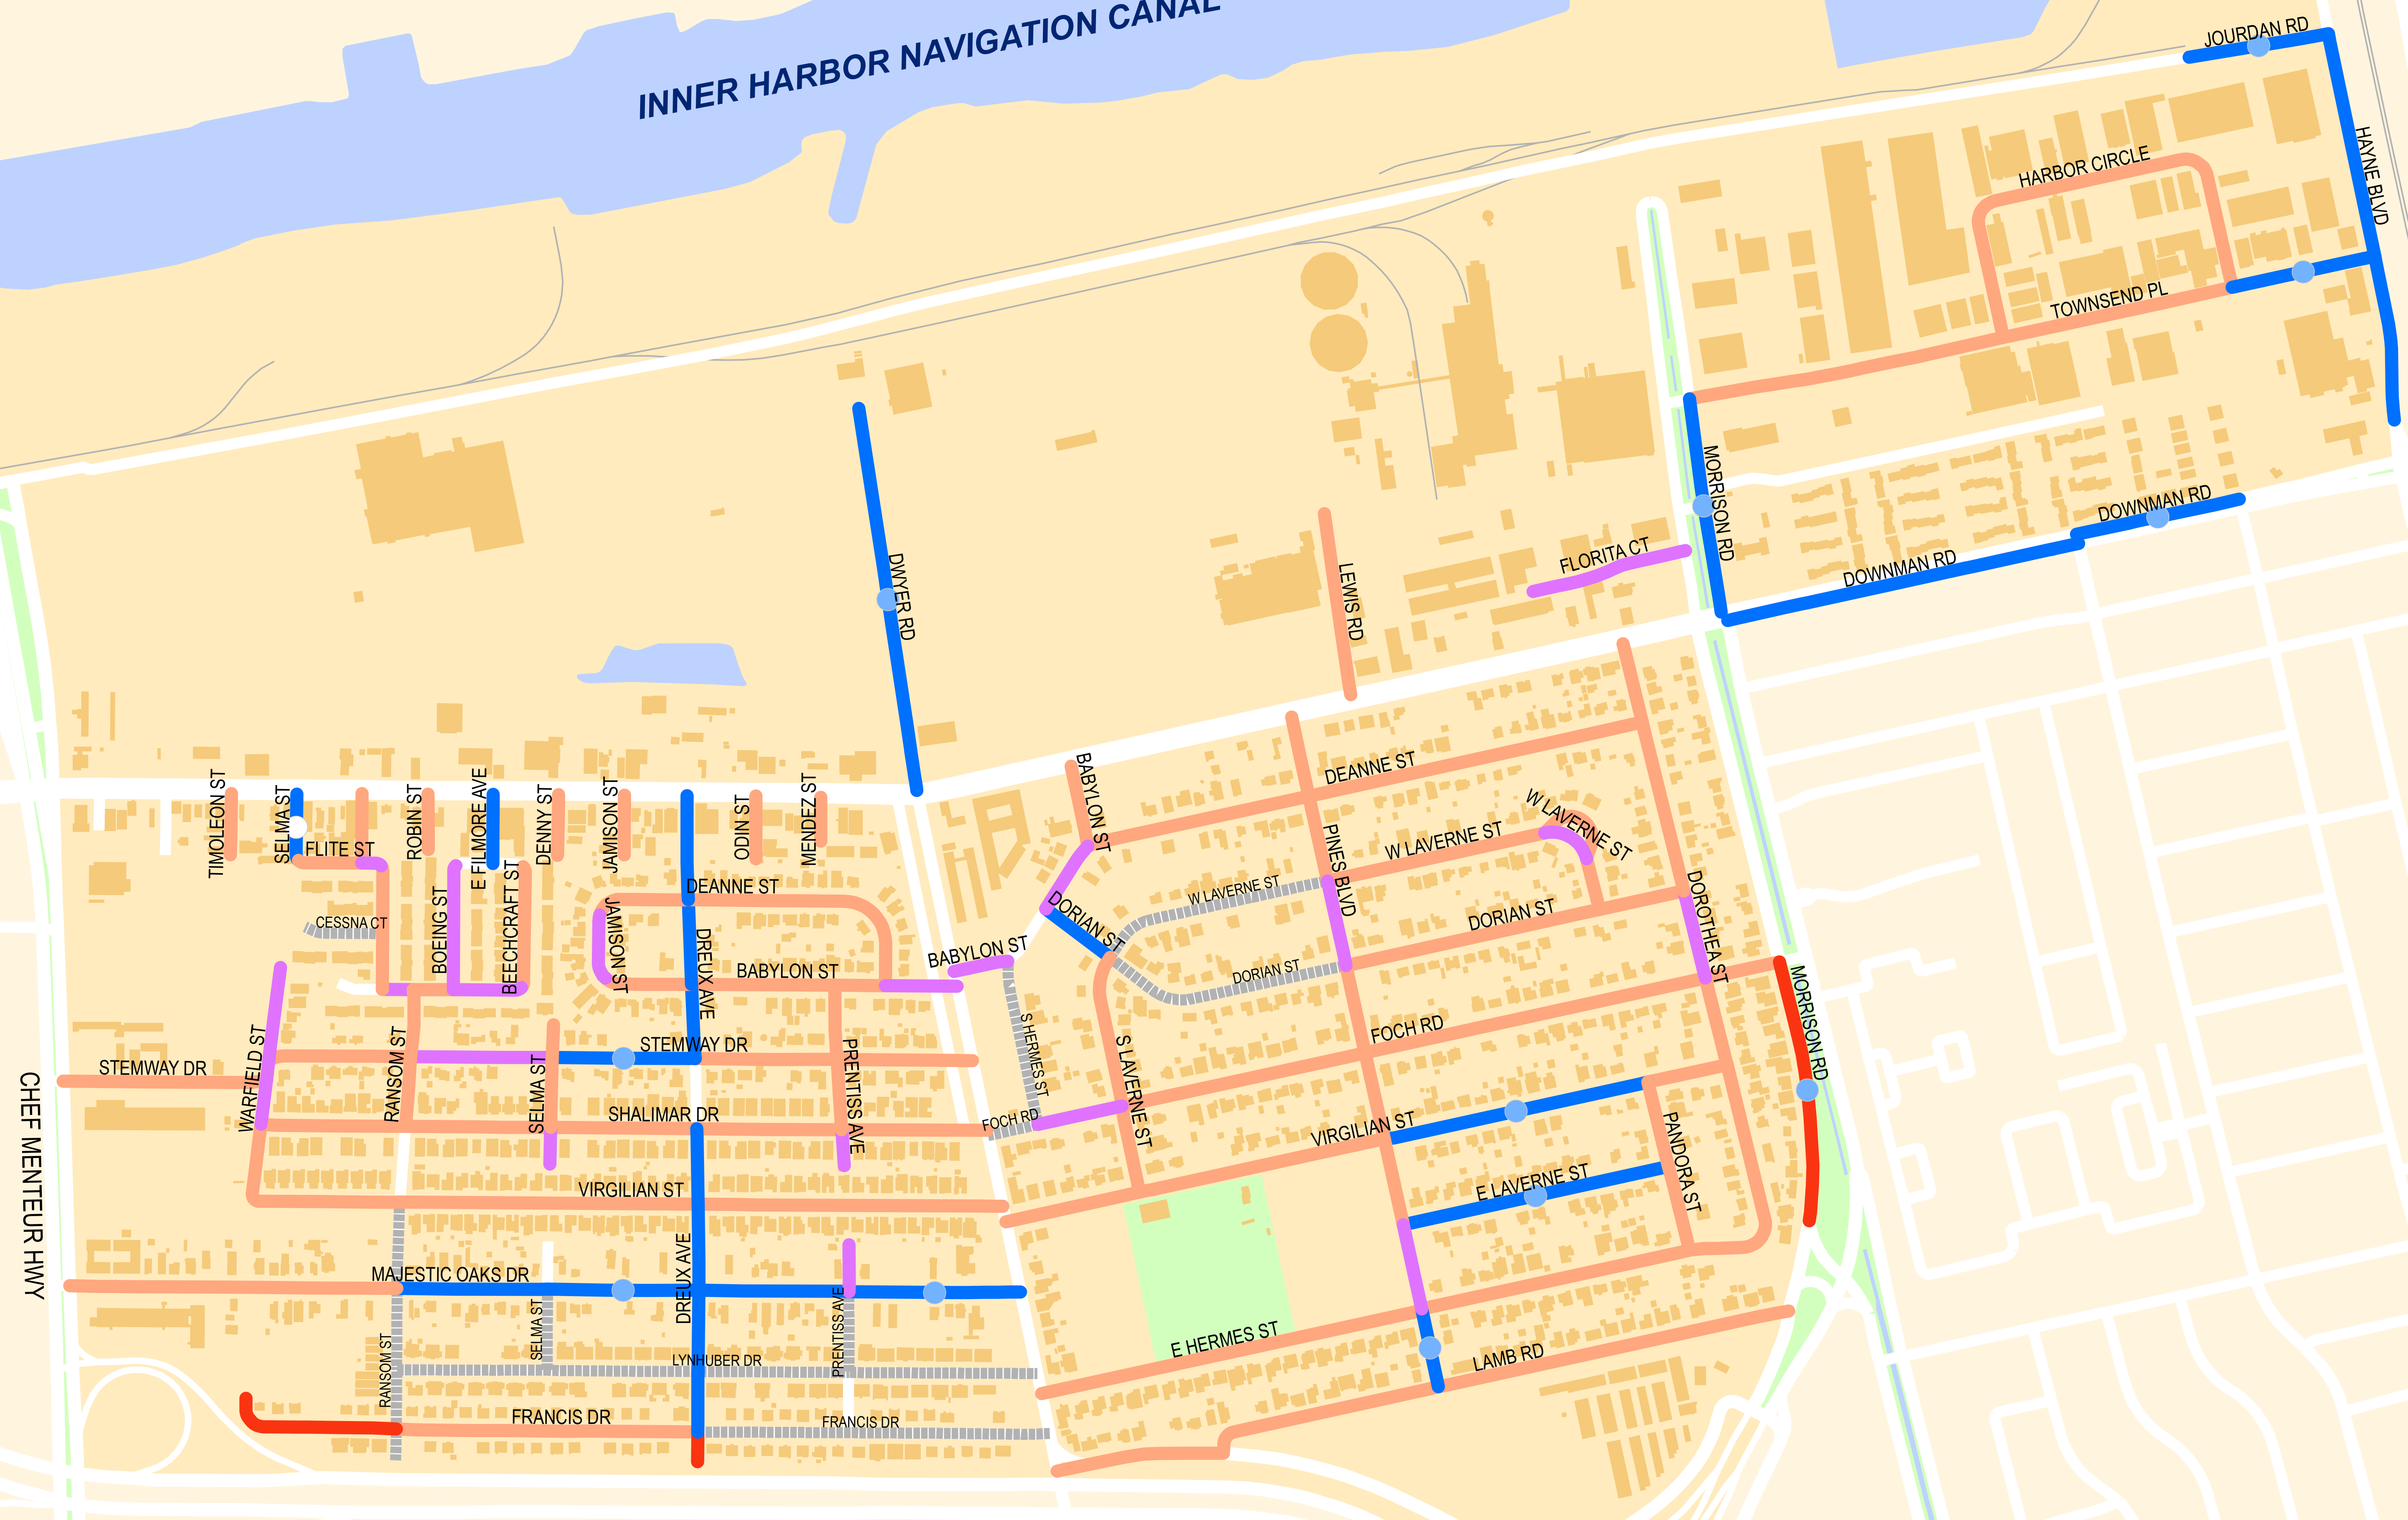 INNER HARBOR NAVIGATION CANAL
JOURDAN RD
HAYNE BLVD
HARBOR CIRCLE
TOWNSEND PL
MORRISON RD
DOWNMAN RD
DOWNMAN RD
FLORITA CT
LEWIS RD
DWYER RD
TIMOLEON ST
SELMA ST
FLITE ST
ROBIN ST
E FILMORE AVE
DENNY ST
JAMISON ST
ODIN ST
MENDEZ ST
BABYLON ST
DEANNE ST
PINES BLVD
W LAVERNE ST
W LAVERNE ST
DEANNE ST
CESSNA CT
BOEING ST
BEECHCRAFT ST
JAMISON ST
DREUX AVE
BABYLON ST
BABYLON ST
DORIAN ST
W LAVERNE ST
DORIAN ST
DORIAN ST
DOROTHEA ST
MORRISON RD
WARFIELD ST
STEMWAY DR
RANSOM ST
SELMA ST
STEMWAY DR
PRENTISS AVE
S HERMES ST
S LAVERNE ST
FOCH RD
FOCH RD
SHALIMAR DR
VIRGILIAN ST
PANDORA ST
E LAVERNE ST
VIRGILIAN ST
CHEF MENTEUR HWY
MAJESTIC OAKS DR
DREUX AVE
RANSOM ST
SELMA ST
PRENTISS AVE
LYNHUBER DR
E HERMES ST
LAMB RD
FRANCIS DR
FRANCIS DR